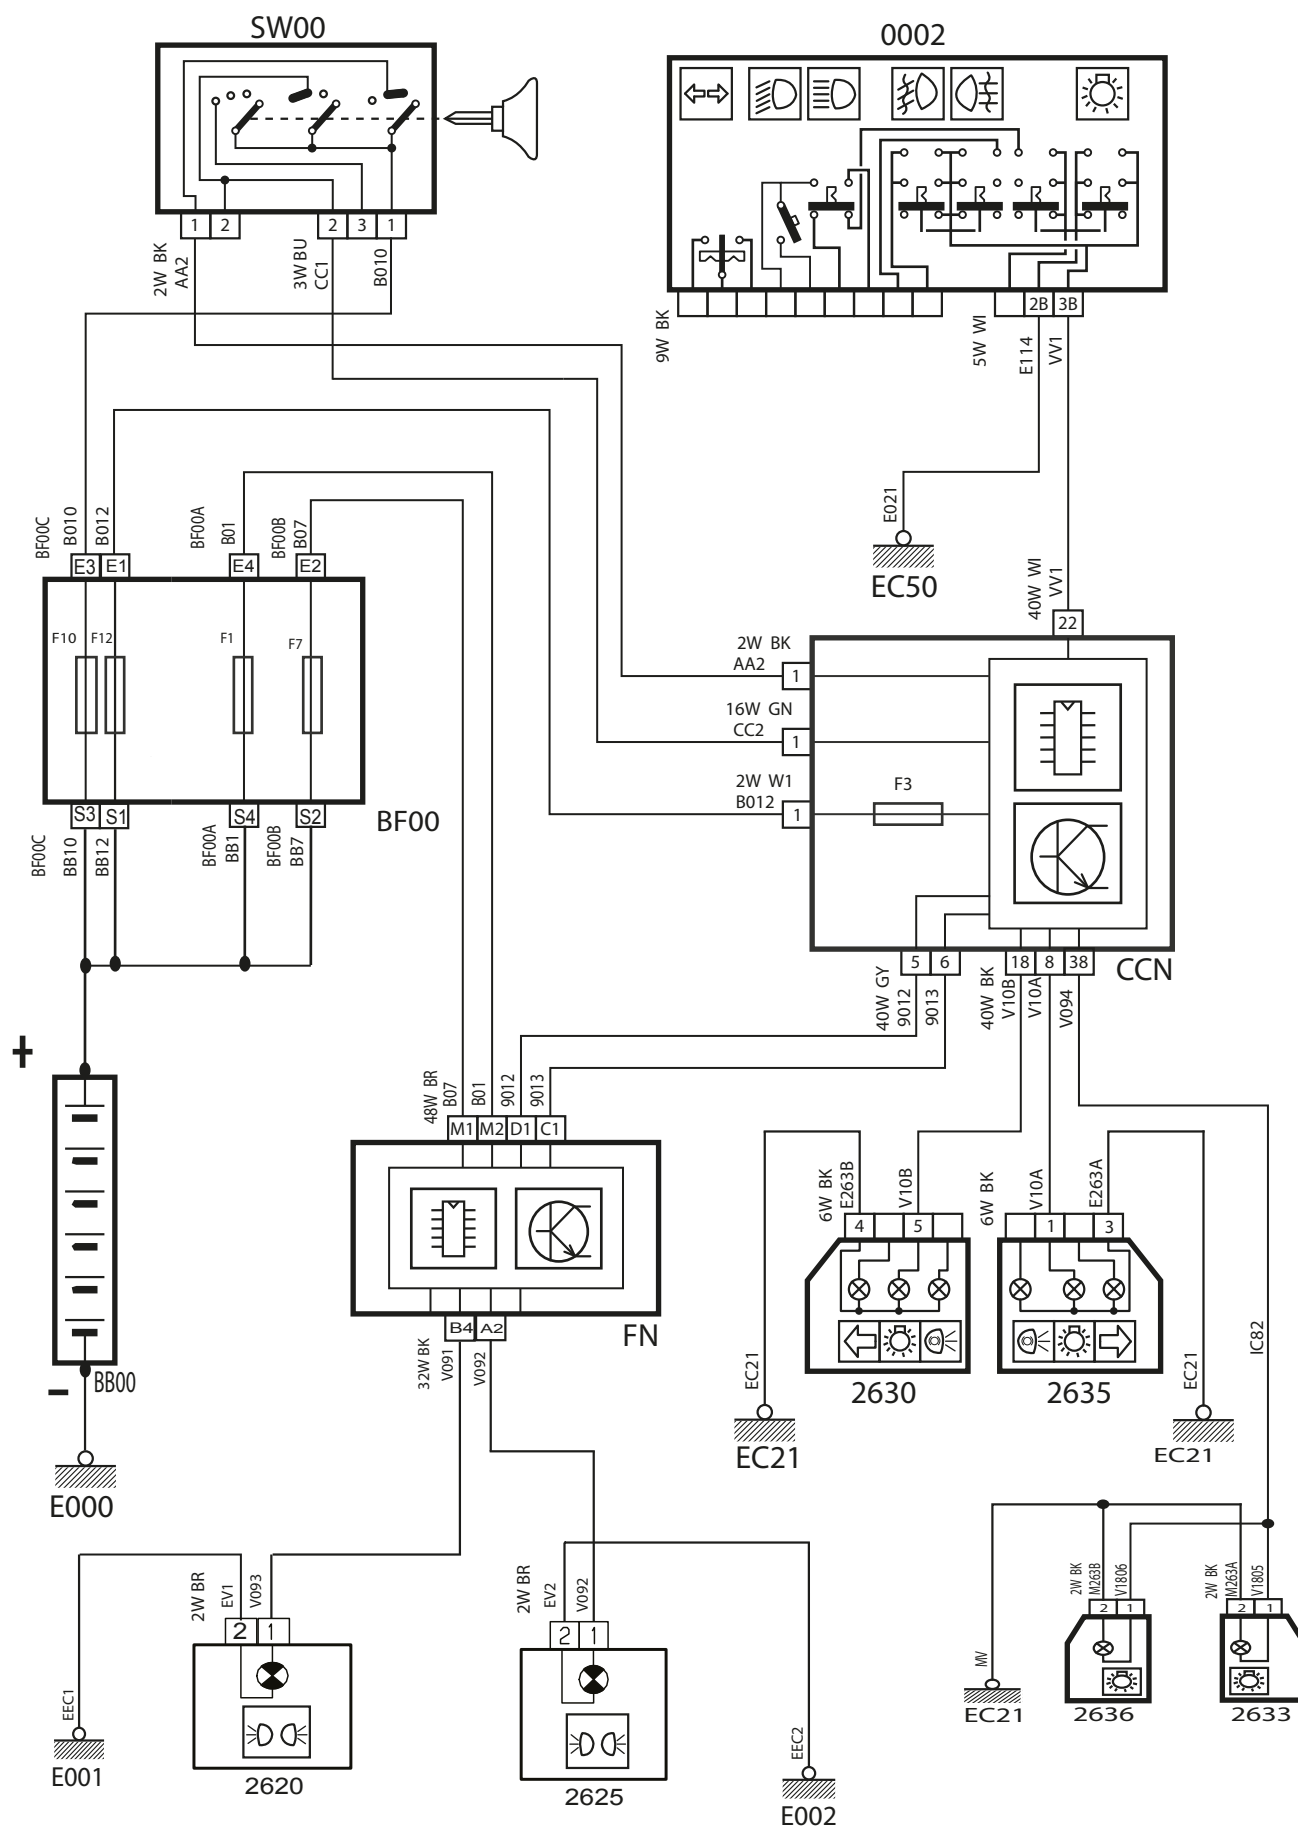 SW00
0002
1
2
2
3
1
2W BK
AA2
3W BU
CC1
B010
9W BK
5W WI
2B
3B
E114
VV1
E021
EC50
40W WI
VV1
22
BF00C
B010
B012
BF00A
B01
BF00B
B07
E3
E1
E4
E2
F10
F12
F1
F7
S3
S1
S4
S2
BF00
BF00C
BB10
BB12
BF00A
BB1
BF00B
BB7
2W BK
AA2
1
16W GN
CC2
1
2W W1
B012
1
F3
5
6
18
8
38
CCN
40W GY
9012
9013
40W BK
V10B
V10A
V094
+
-
BB00
E000
48W BR
B07
B01
9012
9013
M1
M2
D1
C1
FN
B4
A2
32W BK
V091
V092
6W BK
E263B
V10B
4
5
6W BK
V10A
E263A
1
3
EC21
EC21
2630
2635
EC21
EC21
IC82
2W BR
EV1
V093
2
1
2620
EEC1
E001
2W BR
EV2
V092
2
1
2625
EEC2
E002
MV
EC21
2W BK
M263B
V1806
2
1
2636
2W BK
M263A
V1805
2
1
2633